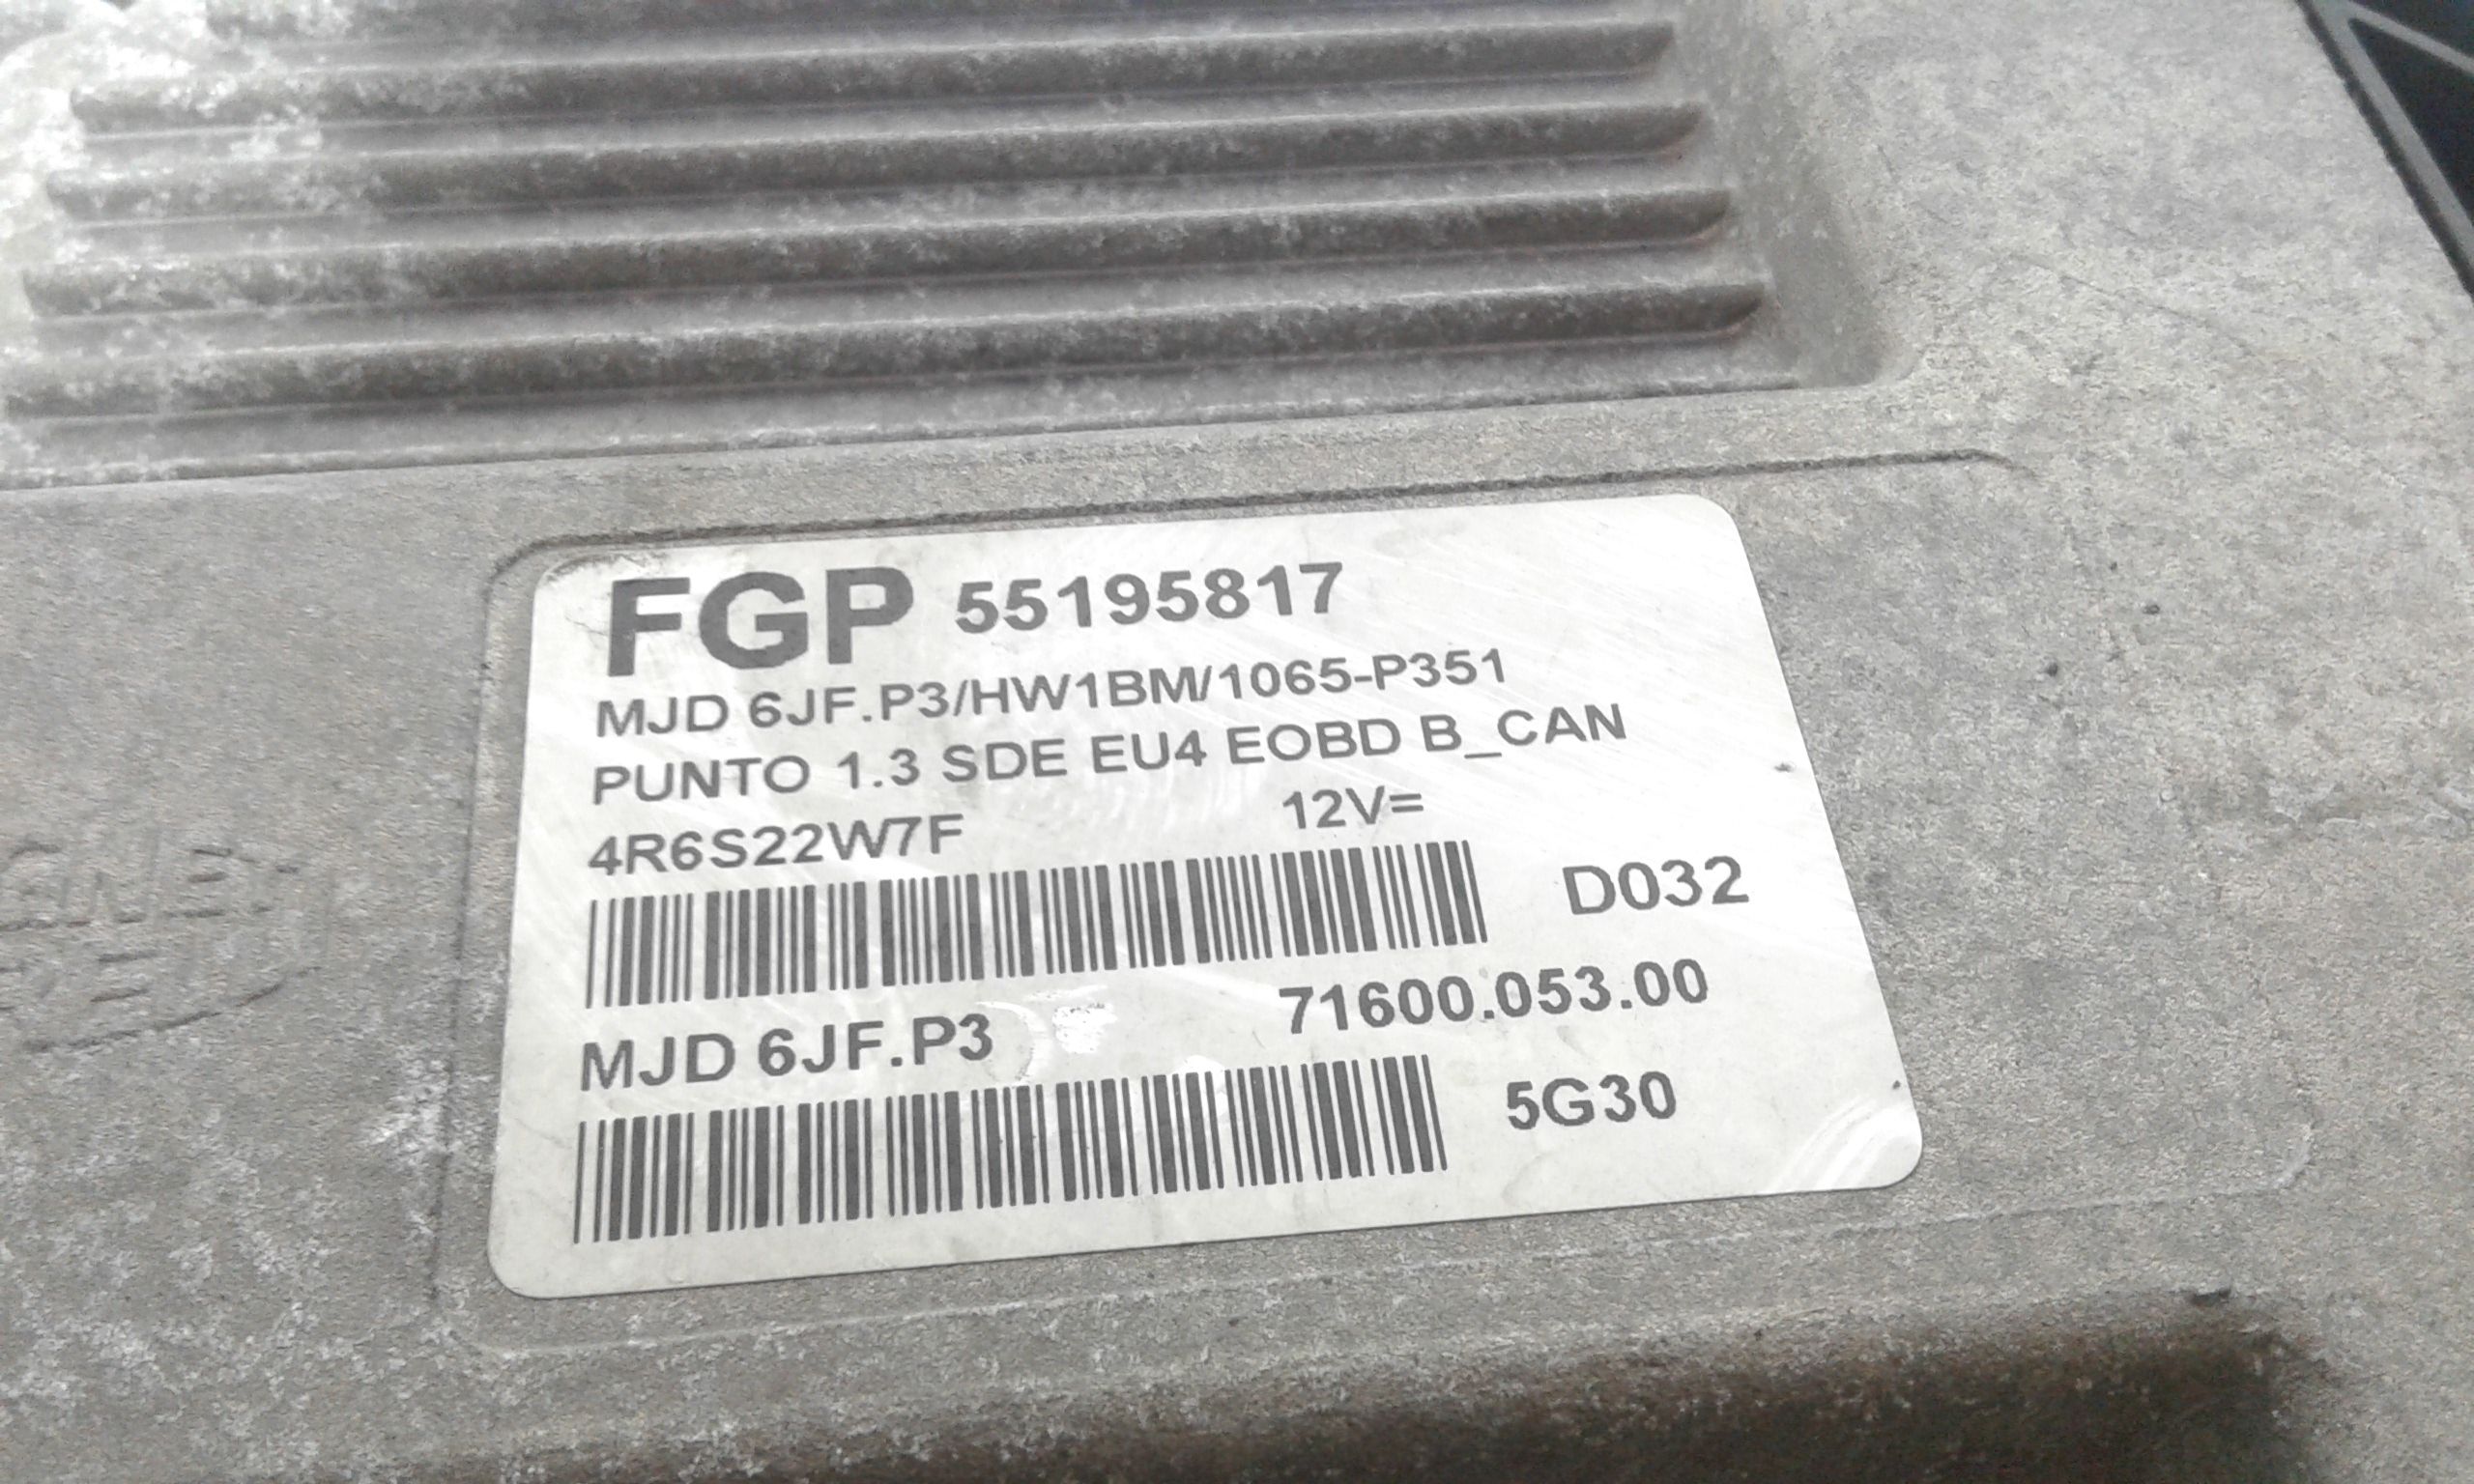 FGP 55195817
MJD 6JF.P3/HW1BM/1065-P351
PUNTO 1.3 SDE EU4 EOBD B_CAN
4R6S22W7F 12V=
D032
MJD 6JF.P3 71600.053.00
5G30